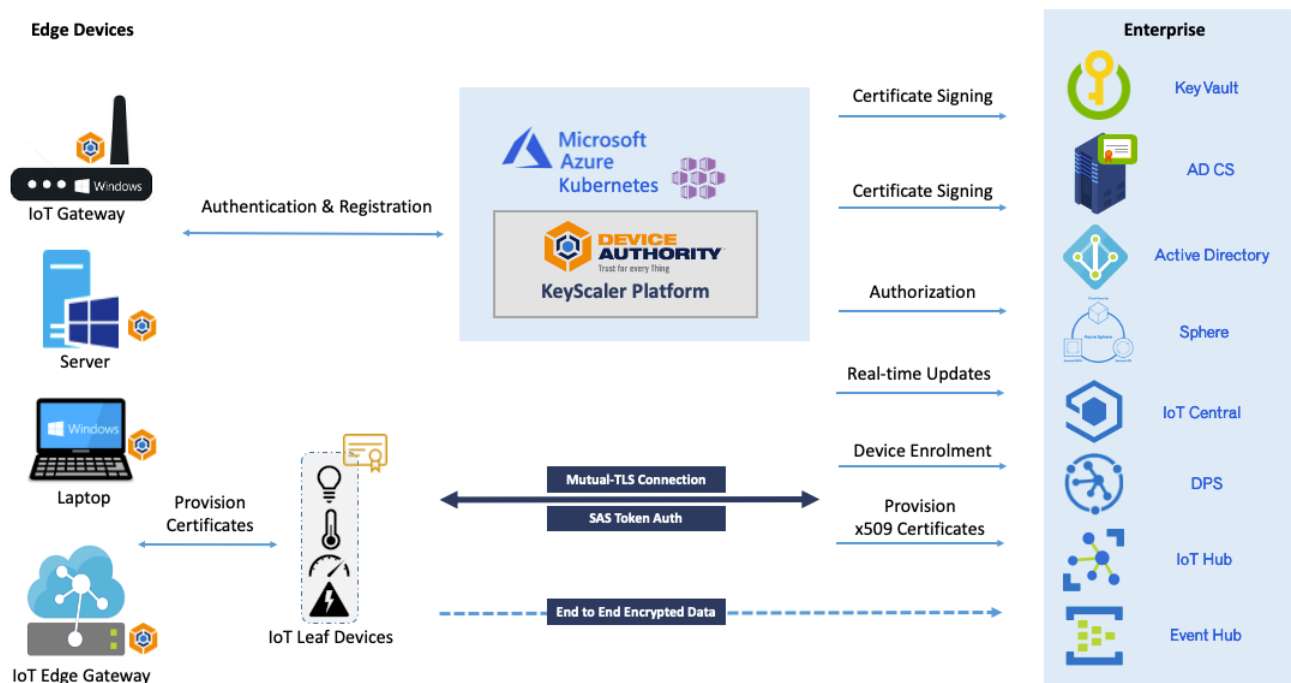 Edge Devices
Enterprise
Windows
IoT Gateway
Server
Windows
Laptop
IoT Edge Gateway
Authentication & Registration
Provision
Certificates
IoT Leaf Devices
Microsoft
Azure
Kubernetes
DEVICE
AUTHORITY
Trust for every Thing
KeyScaler Platform
Mutual-TLS Connection
SAS Token Auth
End to End Encrypted Data
Certificate Signing
Certificate Signing
Authorization
Real-time Updates
Device Enrolment
Provision
x509 Certificates
Key Vault
AD CS
Active Directory
Azure Sphere
Sphere
IoT Central
DPS
IoT Hub
Event Hub